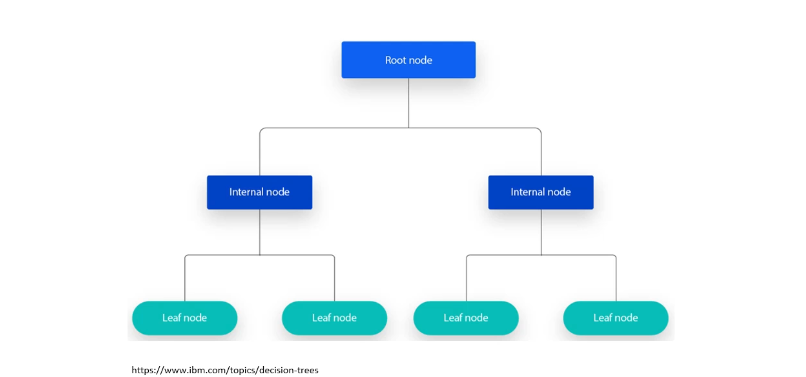 Root node
Internal node
Internal node
Leaf node
Leaf node
Leaf node
Leaf node
https://www.ibm.com/topics/decision-trees